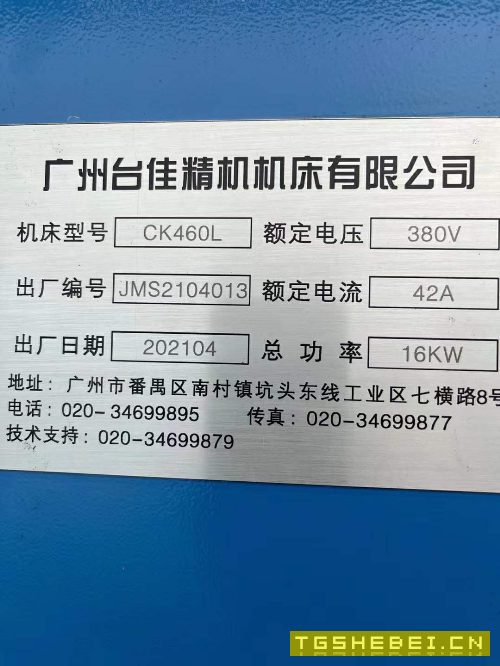 广州台佳精机机床有限公司
机床型号 CK460L 额定电压 380V
出厂编号 JMS2104013 额定电流 42A
出厂日期 202104 总功率 16KW
地址：广州市番禺区南村镇坑头东线工业区七横路8号
电话：020-34699895 传真：020-34699877
技术支持：020-34699879
TGSHEBEI.CN